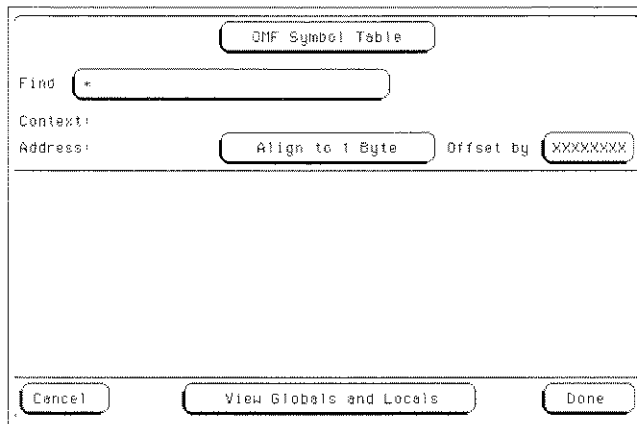 OMF Symbol Table
Find *
Context:
Address: Align to 1 Byte Offset by XXXXXXXX
Cancel View Globals and Locals Done